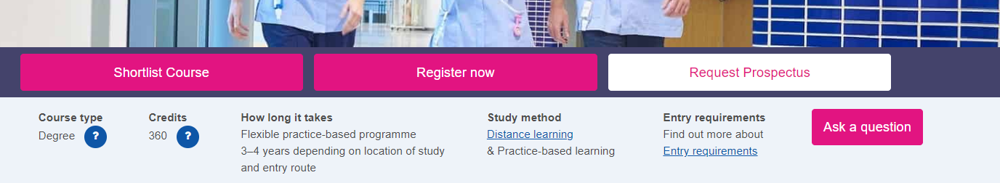 Shortlist Course
Register now
Request Prospectus
Course type
Degree ?
Credits
360 ?
How long it takes
Flexible practice-based programme
3–4 years depending on location of study
and entry route
Study method
Distance learning
& Practice-based learning
Entry requirements
Find out more about
Entry requirements
Ask a question